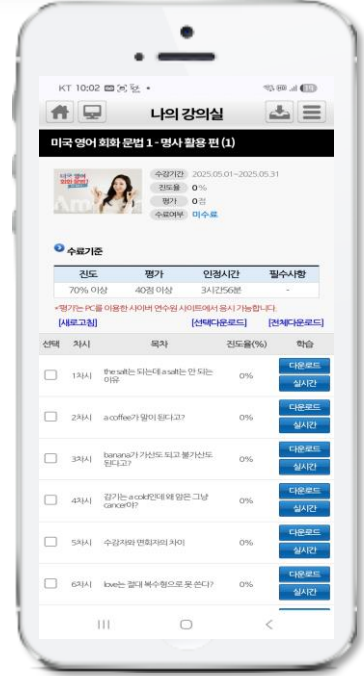 KT 10:02
나의 강의실
미국 영어 회화 문법 1 - 명사 활용 편 (1)
미국 영어
회화 문법1
수강기간 2025.05.01~2025.05.31
진도율 0%
평가 0점
수료여부 미수료
수료기준
진도 평가 인정시간 필수사항
70% 이상 40점 이상 3시간56분 -
*평가는 PC를 이용한 사이버 연수원 사이트에서 응시 가능합니다.
[새로고침] [선택다운로드] [전체다운로드]
선택 차시 목차 진도율(%) 학습
1차시 the salt는 되는데 a salt는 안 되는 이유 0% 다운로드
실시간
2차시 a coffee가 말이 된다고? 0% 다운로드
실시간
3차시 banana가 가산도 되고 불가산도 된다고? 0% 다운로드
실시간
4차시 감기는 a cold인데 왜 암은 그냥 cancer야? 0% 다운로드
실시간
5차시 수감자와 면회자의 차이 0% 다운로드
실시간
6차시 love는 절대 복수형으로 못 쓴다? 0% 다운로드
실시간